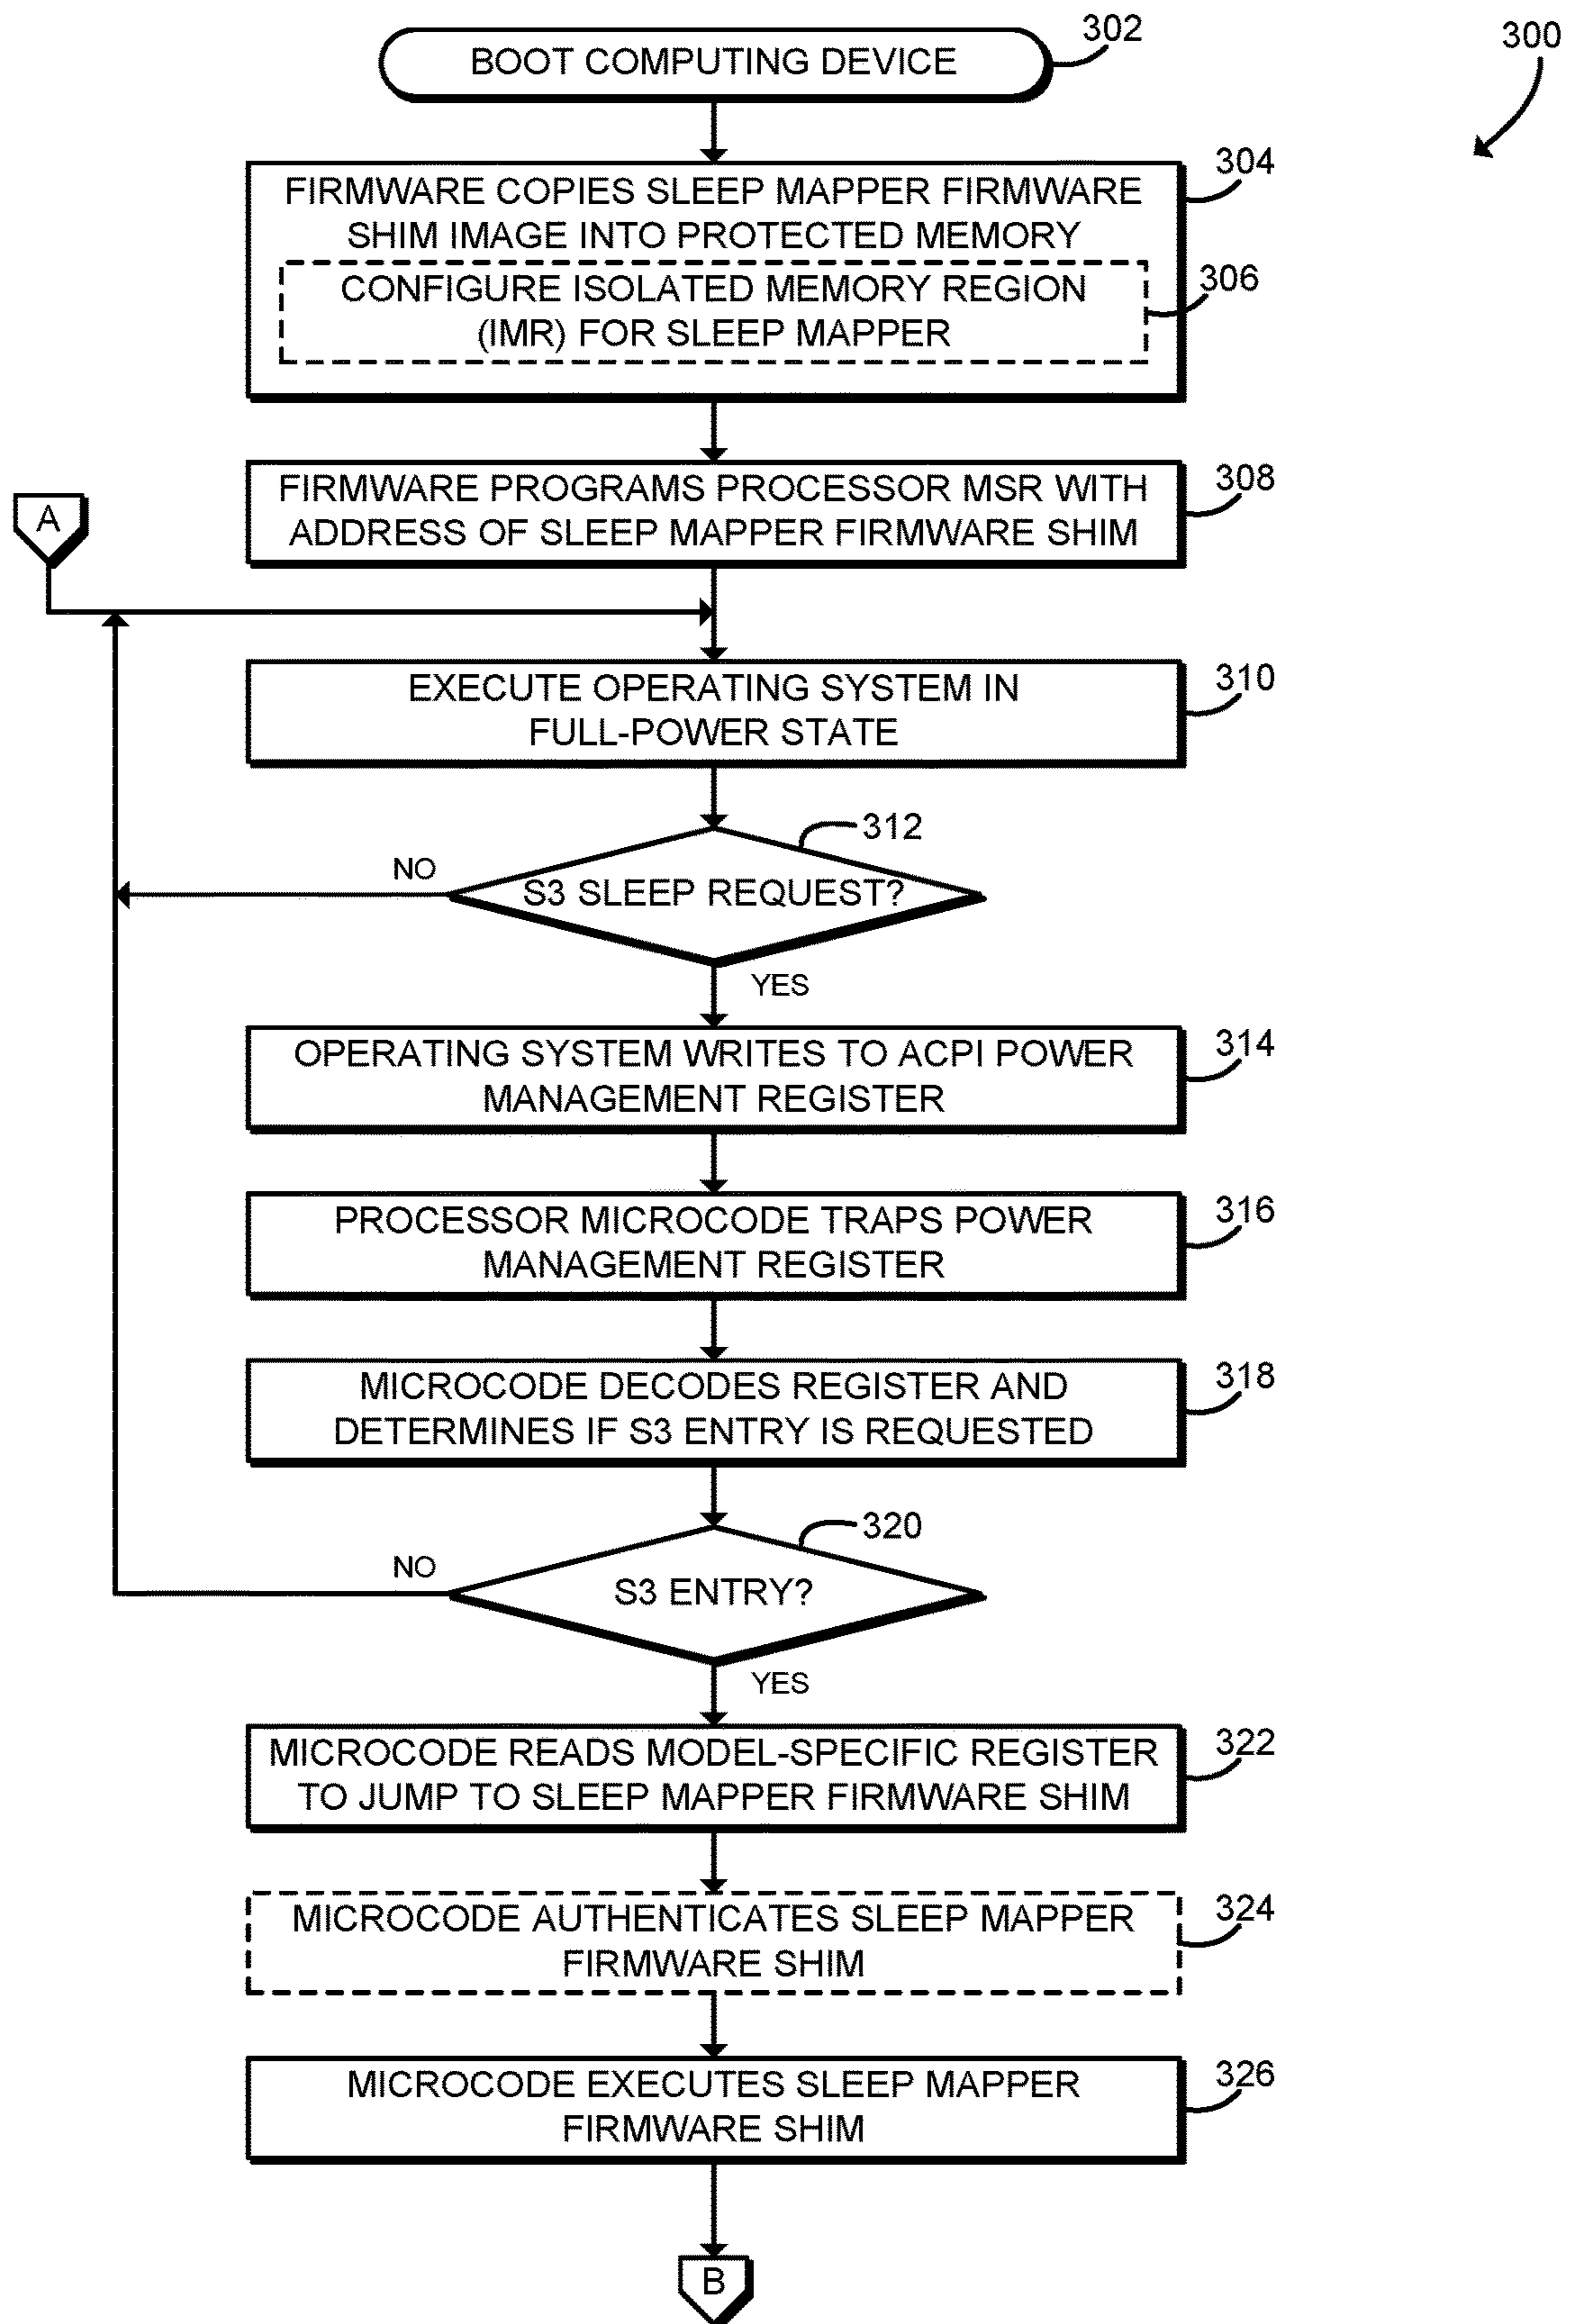 302
300
BOOT COMPUTING DEVICE
304
FIRMWARE COPIES SLEEP MAPPER FIRMWARE
SHIM IMAGE INTO PROTECTED MEMORY
306
CONFIGURE ISOLATED MEMORY REGION
(IMR) FOR SLEEP MAPPER
308
FIRMWARE PROGRAMS PROCESSOR MSR WITH
ADDRESS OF SLEEP MAPPER FIRMWARE SHIM
A
310
EXECUTE OPERATING SYSTEM IN
FULL-POWER STATE
312
NO
S3 SLEEP REQUEST?
YES
314
OPERATING SYSTEM WRITES TO ACPI POWER
MANAGEMENT REGISTER
316
PROCESSOR MICROCODE TRAPS POWER
MANAGEMENT REGISTER
318
MICROCODE DECODES REGISTER AND
DETERMINES IF S3 ENTRY IS REQUESTED
320
NO
S3 ENTRY?
YES
322
MICROCODE READS MODEL-SPECIFIC REGISTER
TO JUMP TO SLEEP MAPPER FIRMWARE SHIM
324
MICROCODE AUTHENTICATES SLEEP MAPPER
FIRMWARE SHIM
326
MICROCODE EXECUTES SLEEP MAPPER
FIRMWARE SHIM
B